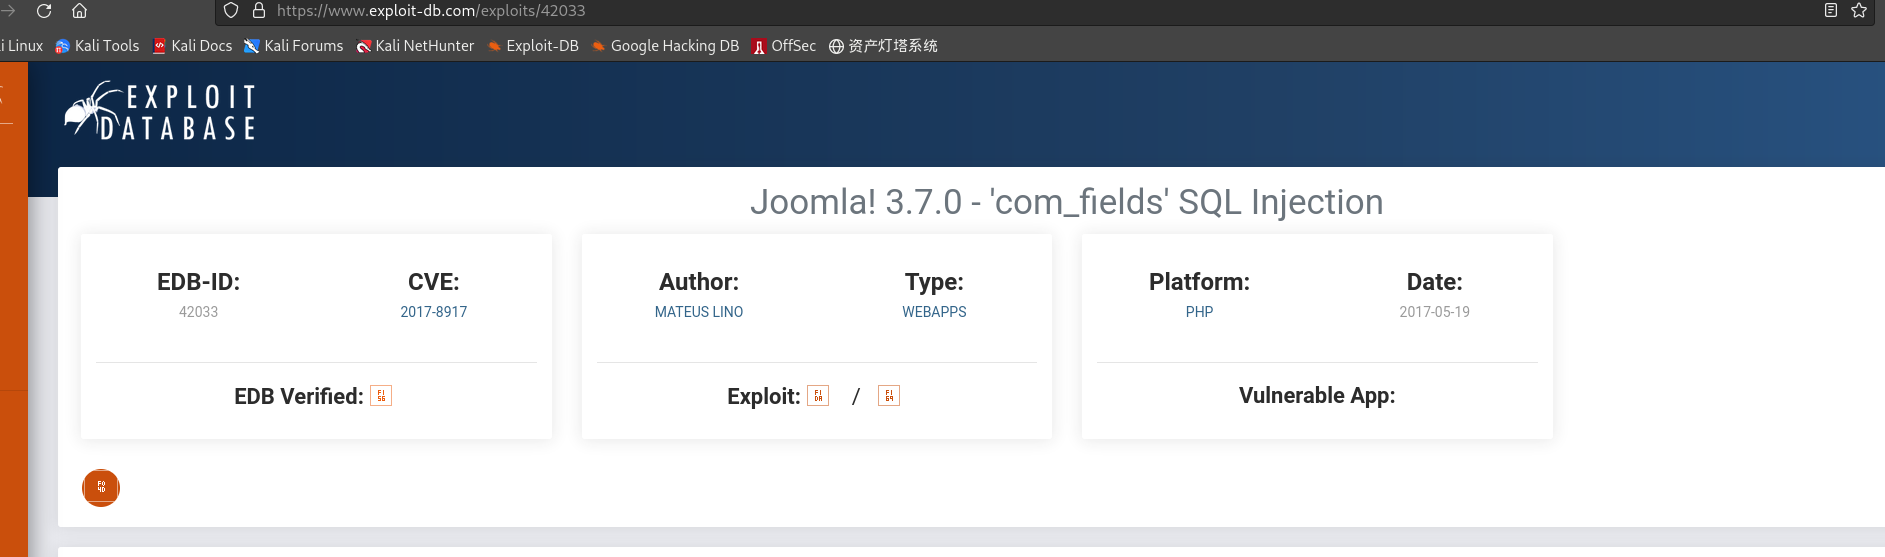 https://www.exploit-db.com/exploits/42033
i Linux Kali Tools Kali Docs Kali Forums Kali NetHunter Exploit-DB Google Hacking DB OffSec 资产灯塔系统
EXPLOIT
DATABASE
Joomla! 3.7.0 - 'com_fields' SQL Injection
EDB-ID: CVE: Author: Type: Platform: Date:
42033 2017-8917 MATEUS LINO WEBAPPS PHP 2017-05-19
EDB Verified: Exploit: / Vulnerable App: